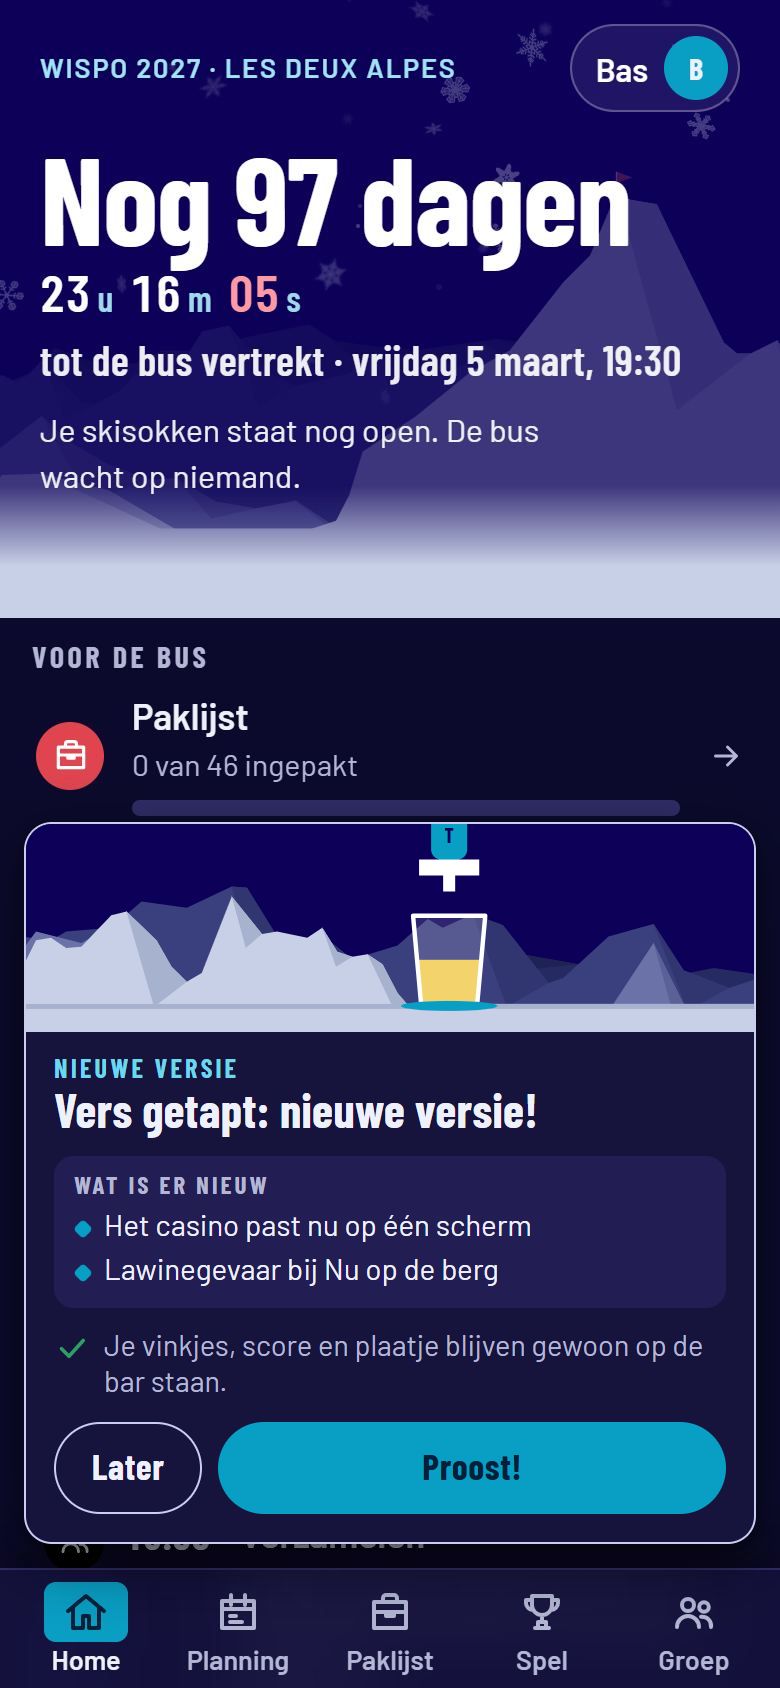 WISPO 2027 · LES DEUX ALPES
Bas
B
Nog 97 dagen
23 u 16 m 05 s
tot de bus vertrekt · vrijdag 5 maart, 19:30
Je skisokken staat nog open. De bus
wacht op niemand.
VOOR DE BUS
Paklijst
0 van 46 ingepakt
T
NIEUWE VERSIE
Vers getapt: nieuwe versie!
WAT IS ER NIEUW
Het casino past nu op één scherm
Lawinegevaar bij Nu op de berg
Je vinkjes, score en plaatje blijven gewoon op de
bar staan.
Later
Proost!
Home
Planning
Paklijst
Spel
Groep